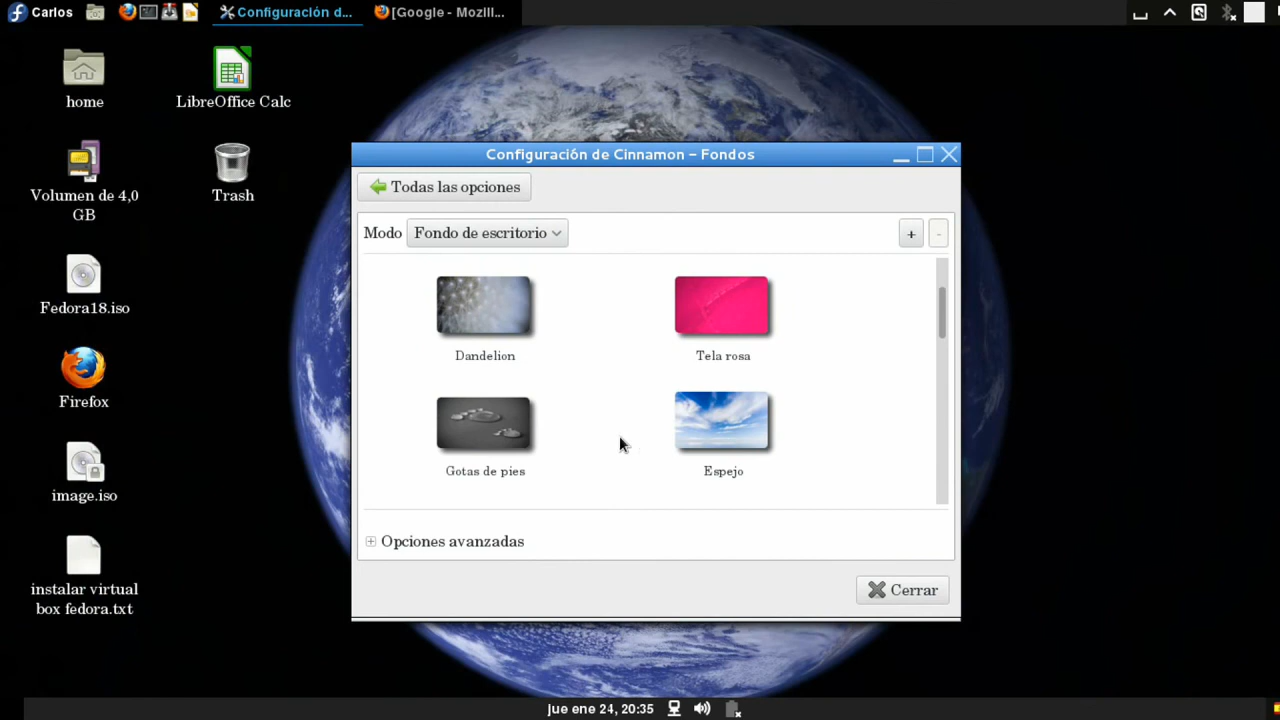 Carlos
Configuración d...
[Google - Mozill...
home
LibreOffice Calc
Volumen de 4,0
GB
Trash
Fedora18.iso
Firefox
image.iso
instalar virtual
box fedora.txt
Configuración de Cinnamon – Fondos
Todas las opciones
Modo
Fondo de escritorio
+
-
Dandelion
Tela rosa
Gotas de pies
Espejo
Opciones avanzadas
Cerrar
jue ene 24, 20:35